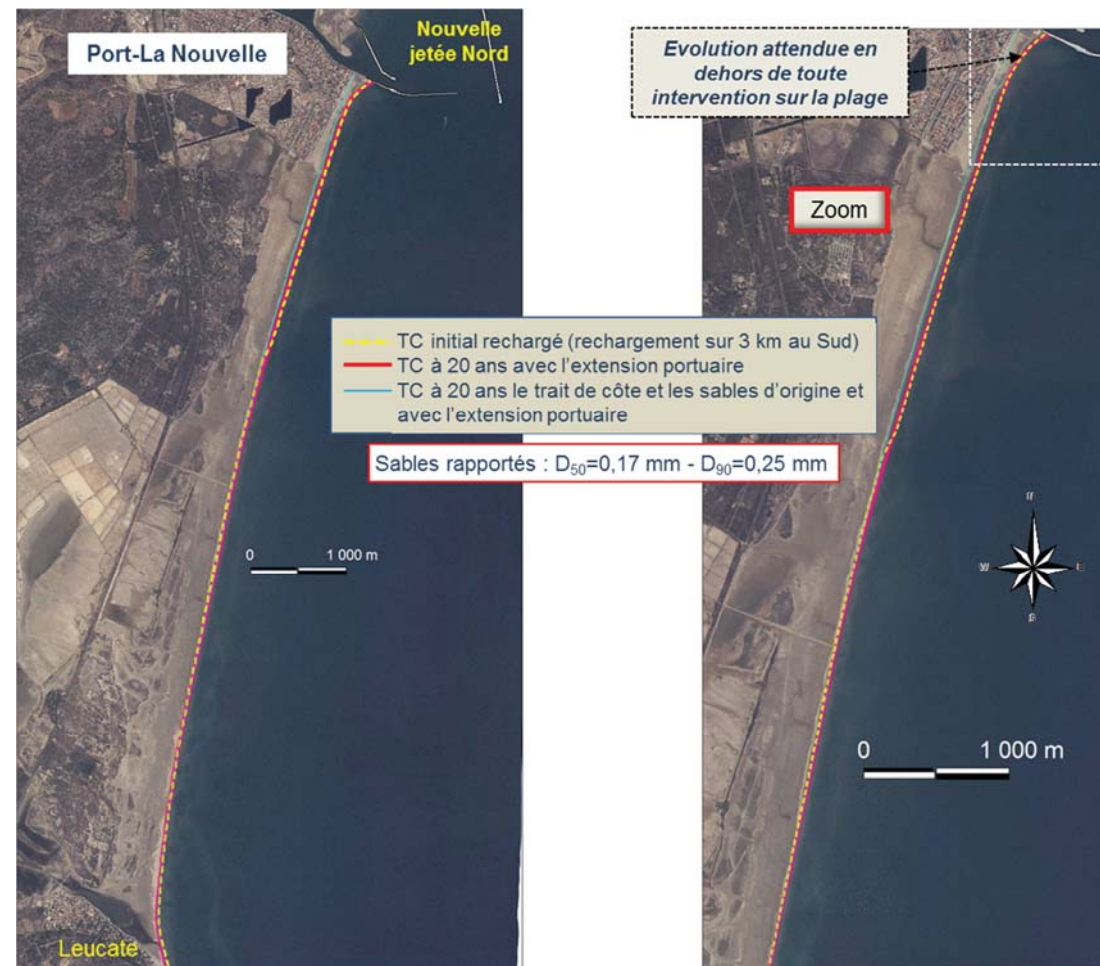 Port-La Nouvelle
Nouvelle
jetée Nord
Evolution attendue en
dehors de toute
intervention sur la plage
Zoom
TC initial rechargé (rechargement sur 3 km au Sud)
TC à 20 ans avec l'extension portuaire
TC à 20 ans le trait de côte et les sables d'origine et
avec l'extension portuaire
Sables rapportés : D50=0,17 mm - D90=0,25 mm
0 1 000 m
0 1 000 m
Leucate